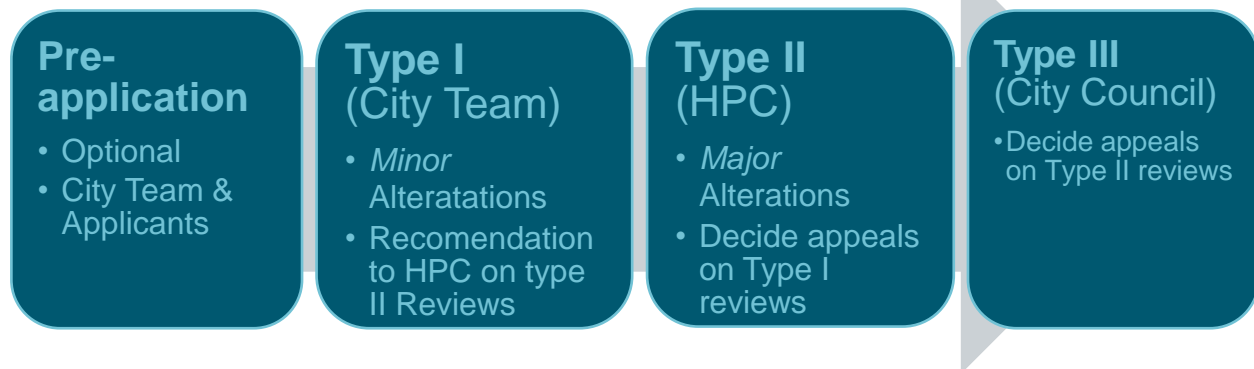 Pre-
application
• Optional
• City Team &
Applicants
Type I
(City Team)
• Minor
Alteratations
• Recomendation
to HPC on type
II Reviews
Type II
(HPC)
• Major
Alterations
• Decide appeals
on Type I
reviews
Type III
(City Council)
•Decide appeals
on Type II reviews